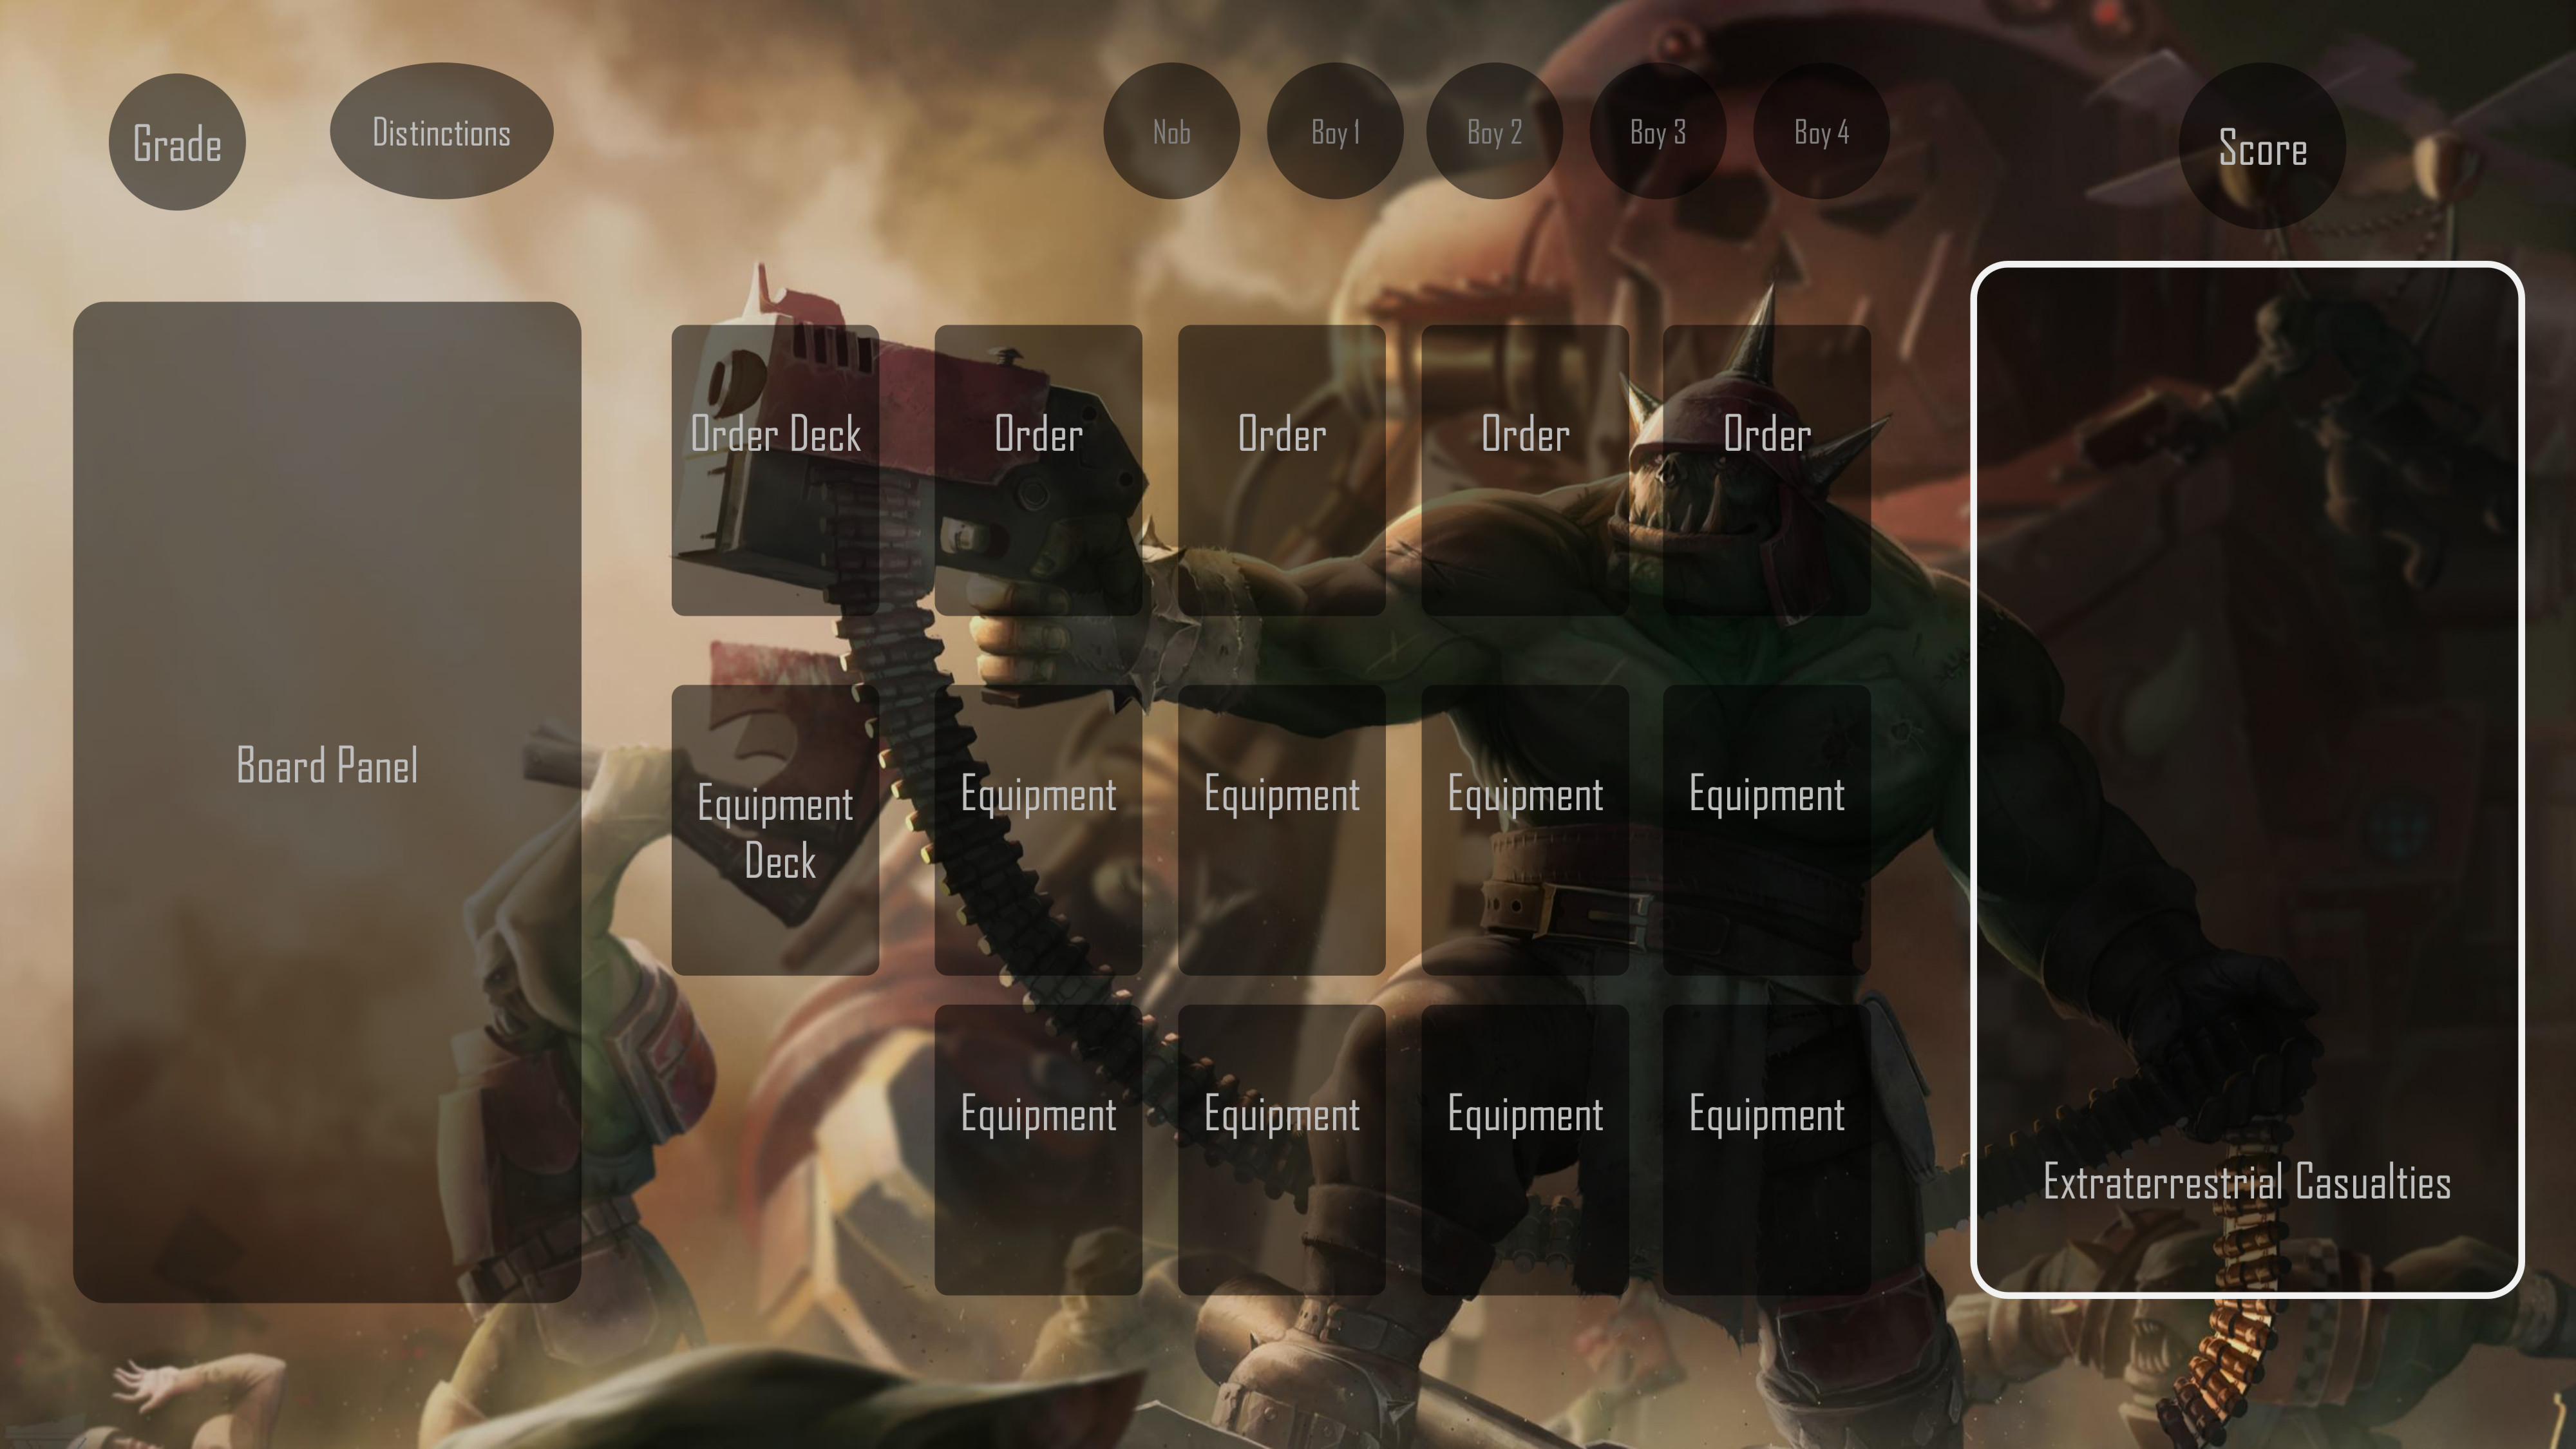 Grade
Distinctions
Nob
Boy 1
Boy 2
Boy 3
Boy 4
Score
Order Deck
Order
Order
Order
Order
Board Panel
Equipment
Deck
Equipment
Equipment
Equipment
Equipment
Equipment
Equipment
Equipment
Equipment
Extraterrestrial Casualties